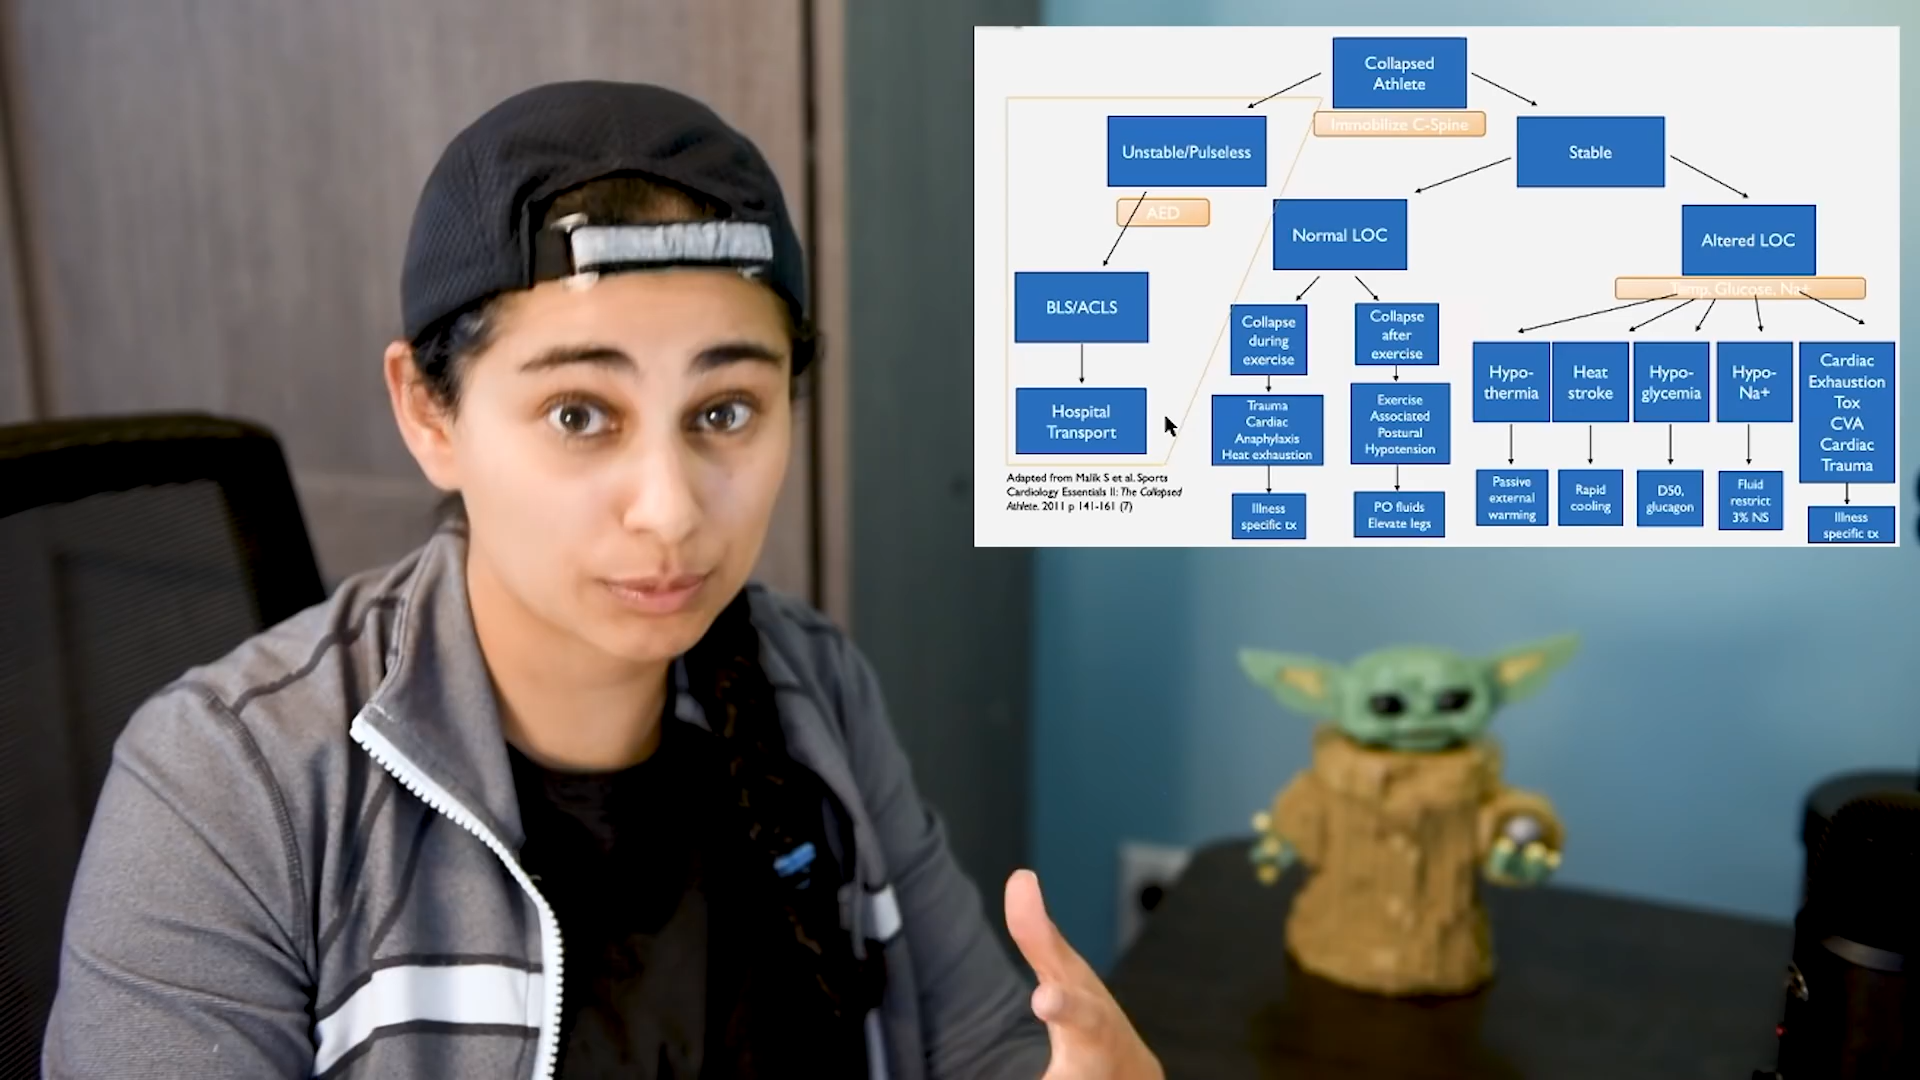 Collapsed
Athlete
Immobilize C-Spine
Unstable/Pulseless
Stable
AED
Normal LOC
Altered LOC
Temp, Glucose, Na+
BLS/ACLS
Collapse
during
exercise
Collapse
after
exercise
Hypo-
thermia
Heat
stroke
Hypo-
glycemia
Hypo-
Na+
Cardiac
Exhaustion
Tox
CVA
Cardiac
Trauma
Hospital
Transport
Trauma
Cardiac
Anaphylaxis
Heat exhaustion
Exercise
Associated
Postural
Hypotension
Passive
external
warming
Rapid
cooling
D50,
glucagon
Fluid
restrict
3% NS
Illness
specific tx
PO fluids
Elevate legs
Illness
specific tx
Adapted from Malik S et al. Sports
Cardiology Essentials II: The Collapsed
Athlete. 2011 p 141-161 (7)